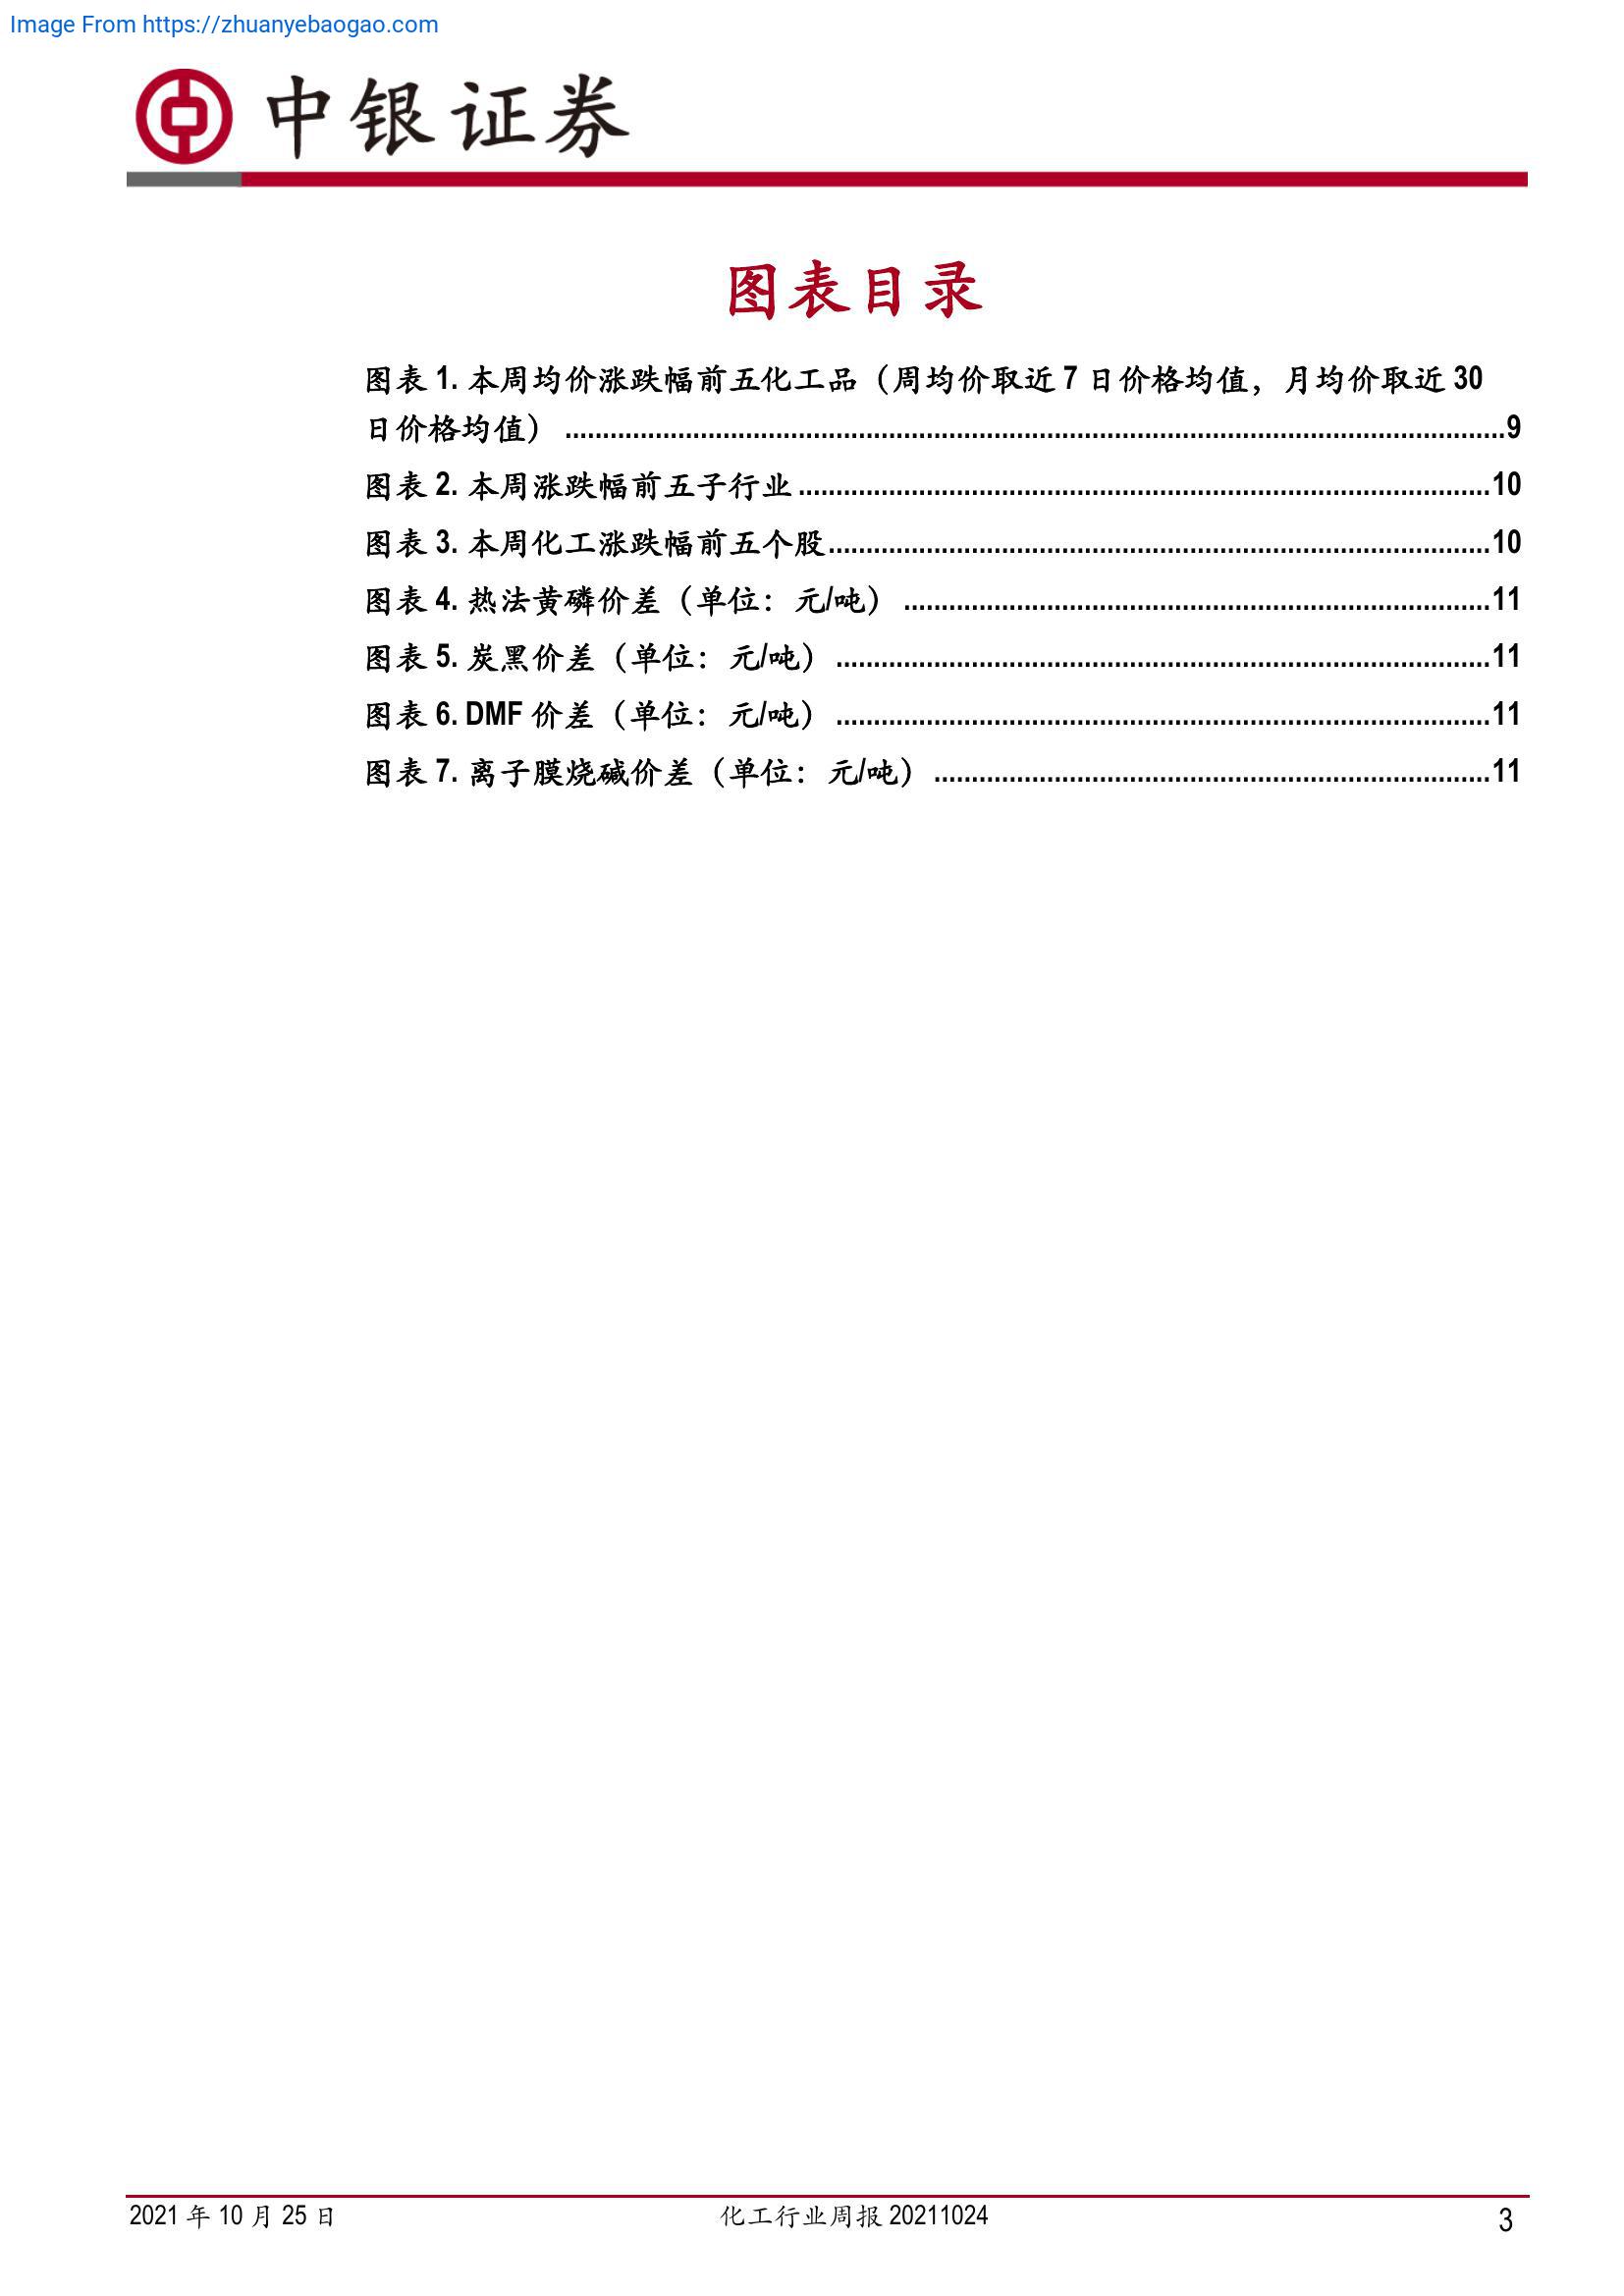 Image From https://zhuanyebaogao.com
中银证券
图表目录
图表 1. 本周均价涨跌幅前五化工品（周均价取近 7 日价格均值，月均价取近 30
日价格均值） ........................................................................................................................9
图表 2. 本周涨跌幅前五子行业........................................................................................10
图表 3. 本周化工涨跌幅前五个股....................................................................................10
图表 4. 热法黄磷价差（单位：元/吨） ...........................................................................11
图表 5. 炭黑价差（单位：元/吨） ...................................................................................11
图表 6. DMF 价差（单位：元/吨） ...................................................................................11
图表 7. 离子膜烧碱价差（单位：元/吨） .......................................................................11
2021 年 10 月 25 日
化工行业周报 20211024
3